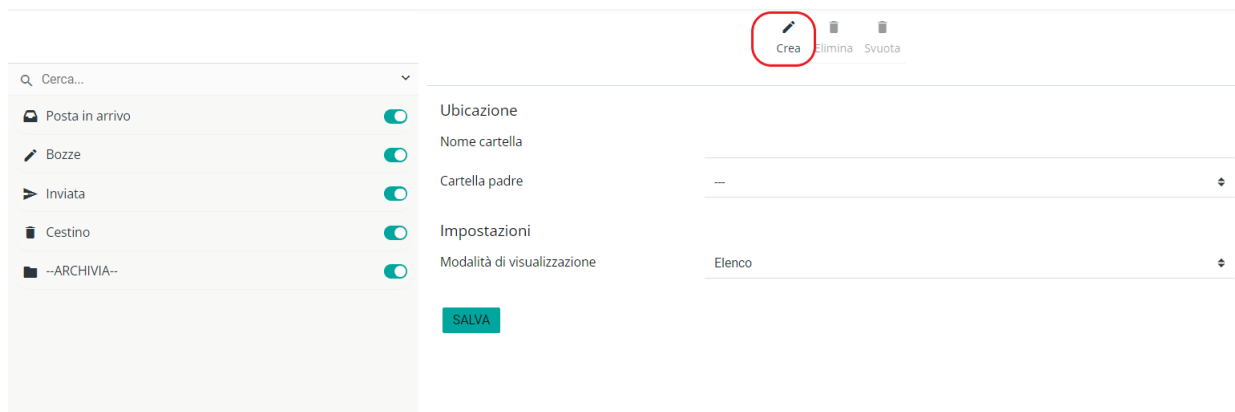 Crea Elimina Svuota
Cerca...
Posta in arrivo
Bozze
Inviata
Cestino
--ARCHIVIA--
Ubicazione
Nome cartella
Cartella padre ---
Impostazioni
Modalità di visualizzazione Elenco
SALVA